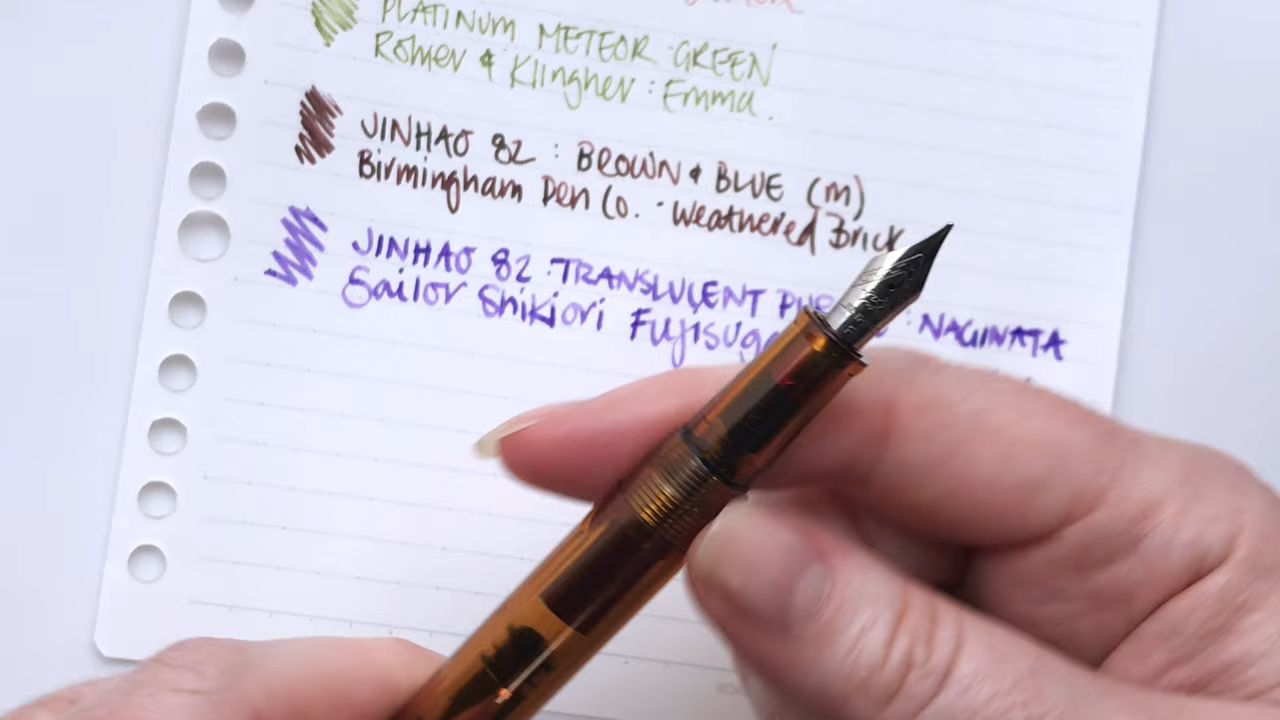 PLATINUM METEOR GREEN
Rohrer & Klingner : Emma.
JINHAO 82 : BROWN & BLUE (M)
Birmingham Pen Co. · Weathered Brick
JINHAO 82 : TRANSLUCENT : NAGINATA
Sailor Shikiori